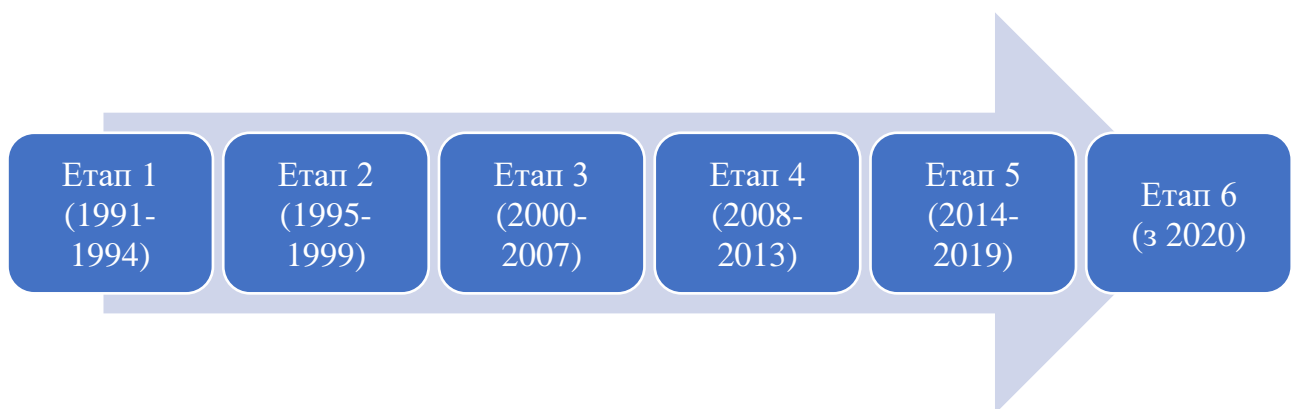 Етап 1
(1991-
1994)
Етап 2
(1995-
1999)
Етап 3
(2000-
2007)
Етап 4
(2008-
2013)
Етап 5
(2014-
2019)
Етап 6
(з 2020)